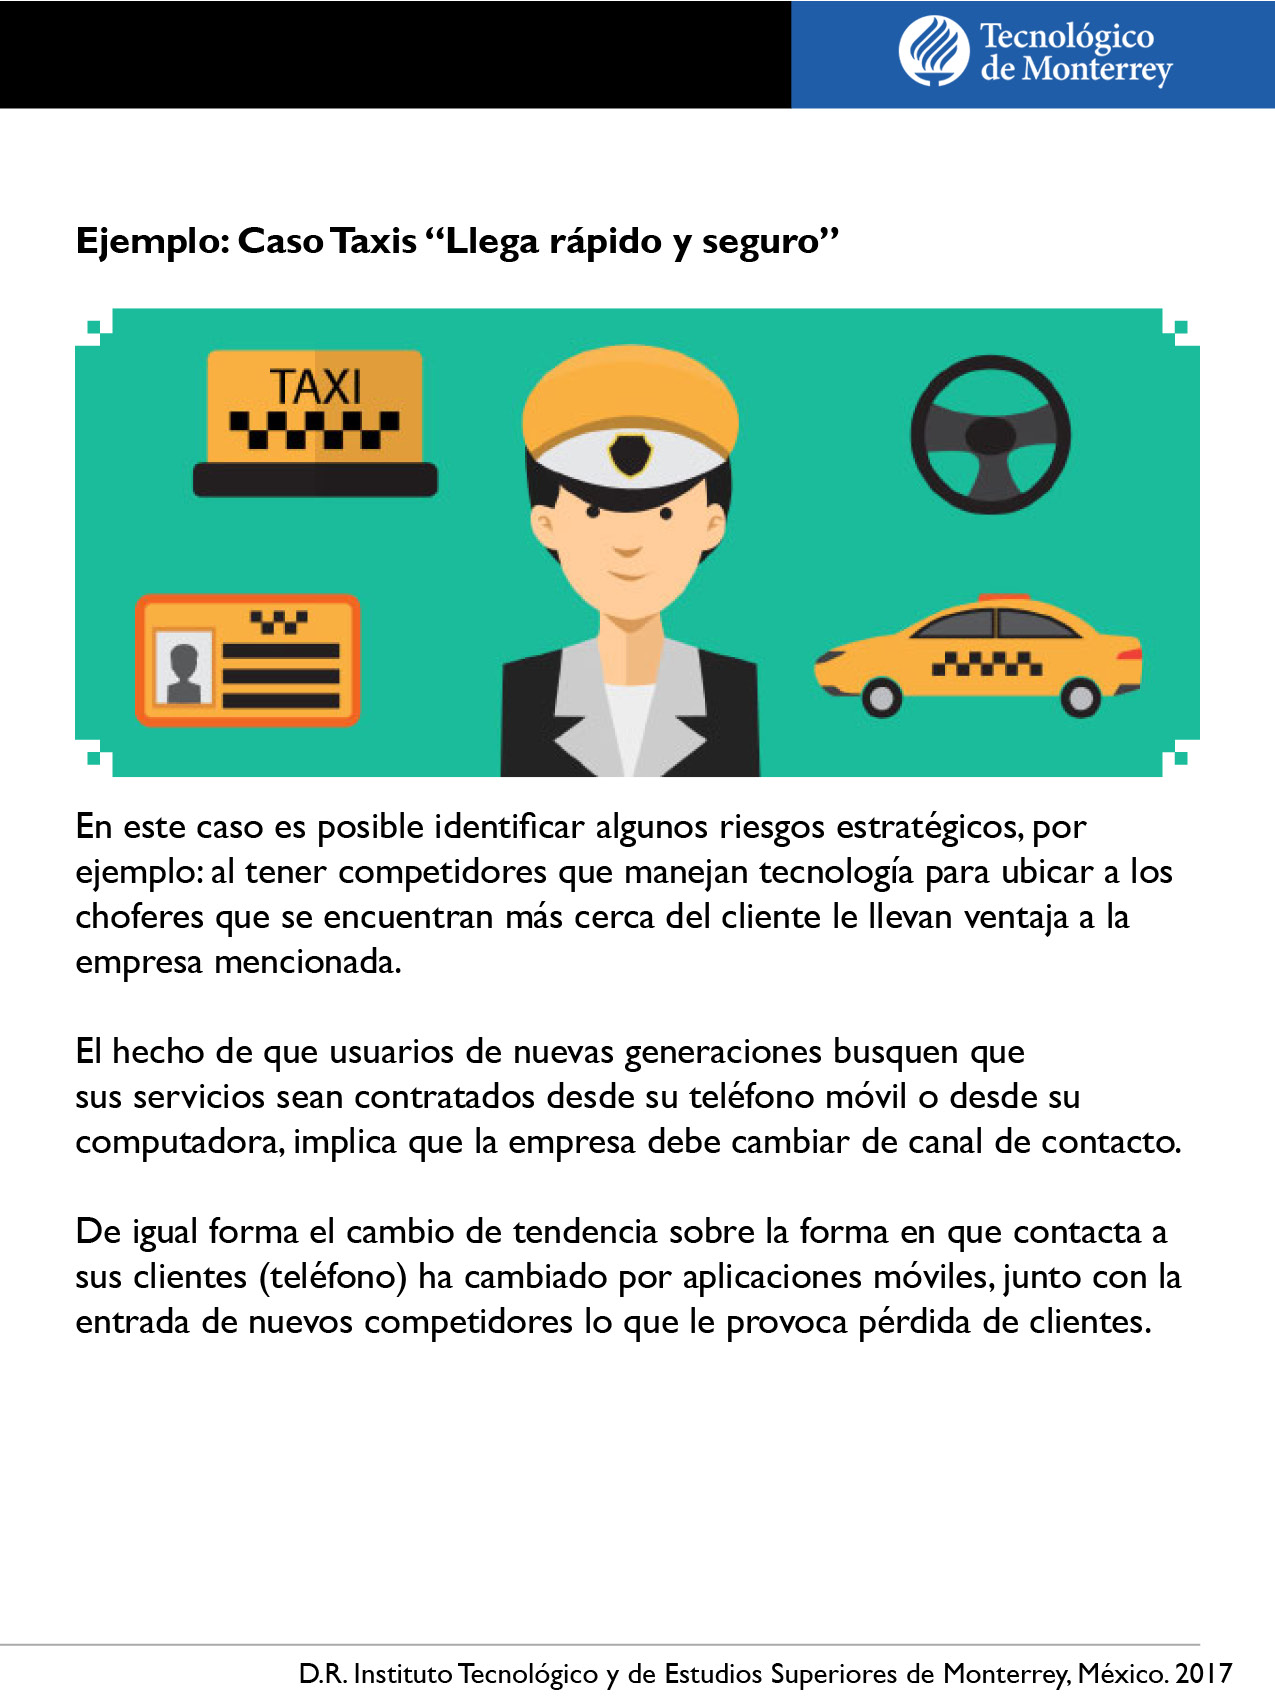 Tecnológico
de Monterrey
Ejemplo: Caso Taxis “Llega rápido y seguro”
TAXI
En este caso es posible identificar algunos riesgos estratégicos, por
ejemplo: al tener competidores que manejan tecnología para ubicar a los
choferes que se encuentran más cerca del cliente le llevan ventaja a la
empresa mencionada.
El hecho de que usuarios de nuevas generaciones busquen que
sus servicios sean contratados desde su teléfono móvil o desde su
computadora, implica que la empresa debe cambiar de canal de contacto.
De igual forma el cambio de tendencia sobre la forma en que contacta a
sus clientes (teléfono) ha cambiado por aplicaciones móviles, junto con la
entrada de nuevos competidores lo que le provoca pérdida de clientes.
D.R. Instituto Tecnológico y de Estudios Superiores de Monterrey, México. 2017